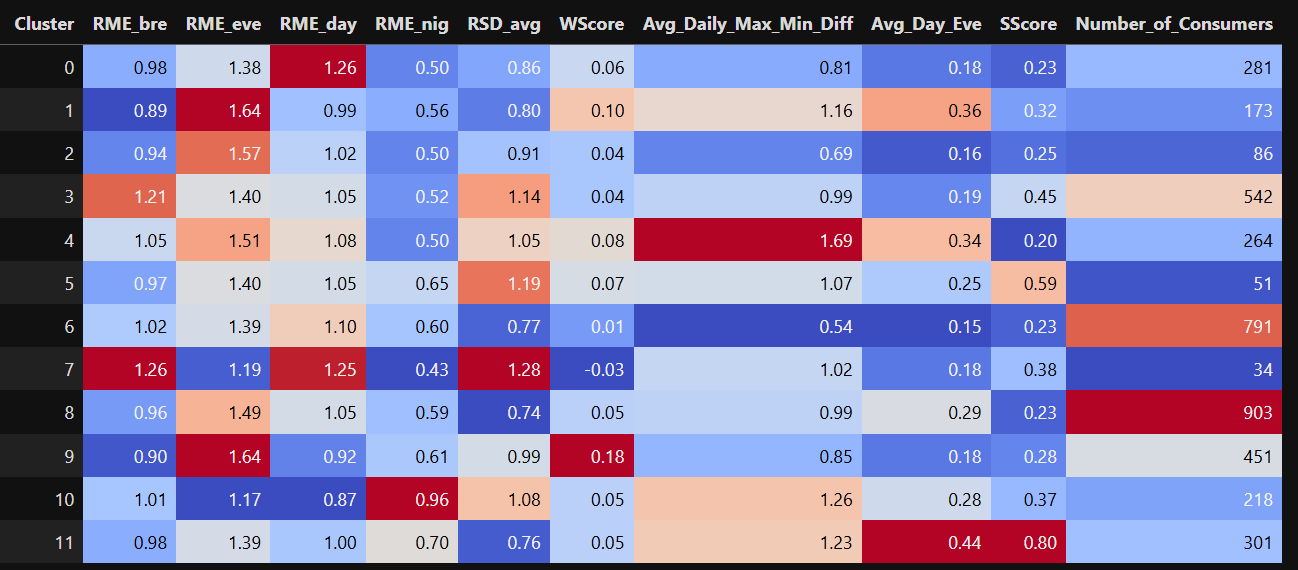 Cluster RME_bre RME_eve RME_day RME_nig RSD_avg WScore Avg_Daily_Max_Min_Diff Avg_Day_Eve SScore Number_of_Consumers
0 0.98 1.38 1.26 0.50 0.86 0.06 0.81 0.18 0.23 281
1 0.89 1.64 0.99 0.56 0.80 0.10 1.16 0.36 0.32 173
2 0.94 1.57 1.02 0.50 0.91 0.04 0.69 0.16 0.25 86
3 1.21 1.40 1.05 0.52 1.14 0.04 0.99 0.19 0.45 542
4 1.05 1.51 1.08 0.50 1.05 0.08 1.69 0.34 0.20 264
5 0.97 1.40 1.05 0.65 1.19 0.07 1.07 0.25 0.59 51
6 1.02 1.39 1.10 0.60 0.77 0.01 0.54 0.15 0.23 791
7 1.26 1.19 1.25 0.43 1.28 -0.03 1.02 0.18 0.38 34
8 0.96 1.49 1.05 0.59 0.74 0.05 0.99 0.29 0.23 903
9 0.90 1.64 0.92 0.61 0.99 0.18 0.85 0.18 0.28 451
10 1.01 1.17 0.87 0.96 1.08 0.05 1.26 0.28 0.37 218
11 0.98 1.39 1.00 0.70 0.76 0.05 1.23 0.44 0.80 301